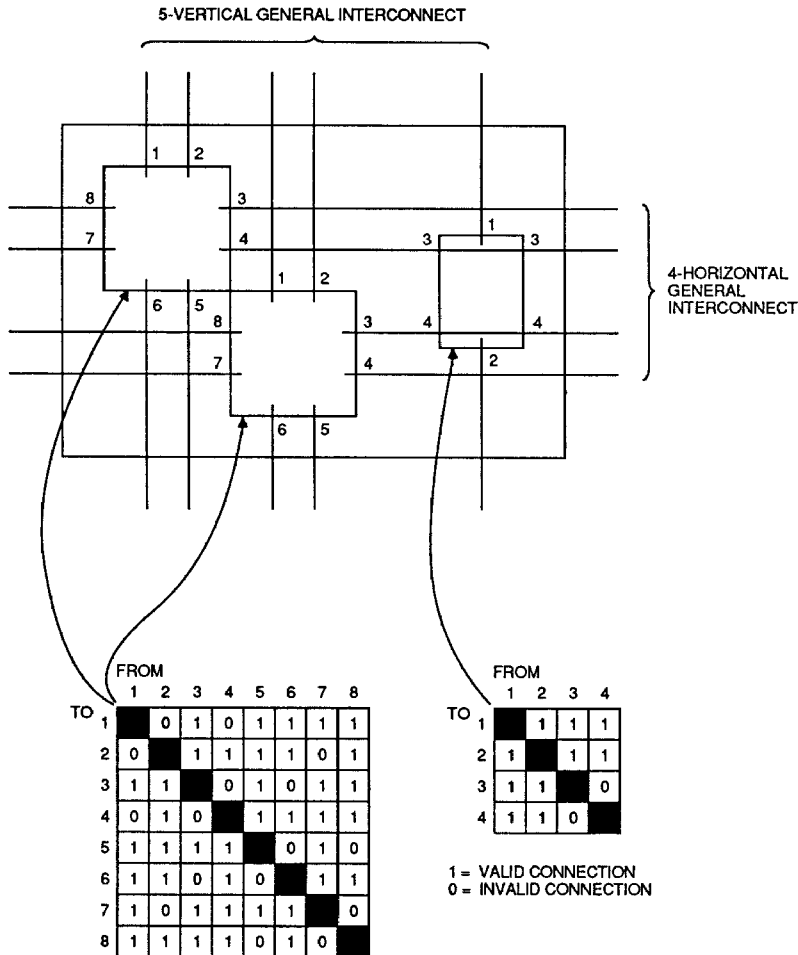 5-VERTICAL GENERAL INTERCONNECT
1 2
8 3
7 4
6 5
1 2
8 3
7 4
6 5
1
3 3
4 4
2
4-HORIZONTAL
GENERAL
INTERCONNECT
FROM
1 2 3 4 5 6 7 8
TO 1 0 1 0 1 1 1 1
2 0 1 1 1 1 0 1
3 1 1 0 1 0 1 1
4 0 1 0 1 1 1 1
5 1 1 1 1 0 1 0
6 1 1 0 1 0 1 1
7 1 0 1 1 1 1 0
8 1 1 1 1 0 1 0
FROM
1 2 3 4
TO 1 1 1 1
2 1 1 1
3 1 1 0
4 1 1 0
1 = VALID CONNECTION
0 = INVALID CONNECTION